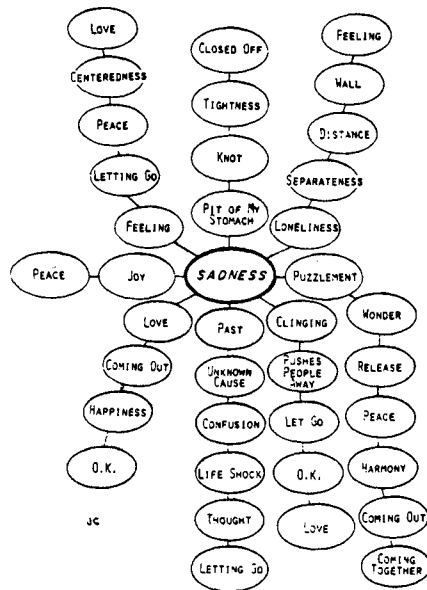 LOVE
CENTEREDNESS
PEACE
LETTING GO
FEELING
CLOSED OFF
TIGHTNESS
KNOT
PIT OF MY
STOMACH
FEELING
WALL
DISTANCE
SEPARATENESS
LONELINESS
PEACE
JOY
SADNESS
PUZZLEMENT
WONDER
RELEASE
PEACE
HARMONY
COMING OUT
COMING
TOGETHER
LOVE
COMING OUT
HAPPINESS
O.K.
PAST
UNKNOWN
CAUSE
CONFUSION
LIFE SHOCK
THOUGHT
LETTING GO
CLINGING
PUSHES
PEOPLE
AWAY
LET GO
O.K.
LOVE
JC